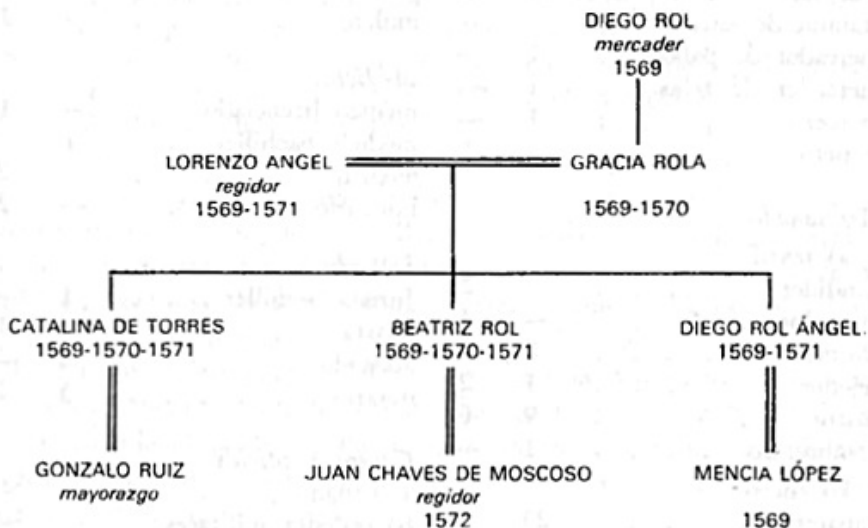 DIEGO ROL
mercader
1569
LORENZO ANGEL
regidor
1569-1571
GRACIA ROLA
1569-1570
CATALINA DE TORRES
1569-1570-1571
BEATRIZ ROL
1569-1570-1571
DIEGO ROL ÁNGEL.
1569-1571
GONZALO RUIZ
mayorazgo
JUAN CHAVES DE MOSCOSO
regidor
1572
MENCIA LÓPEZ
1569